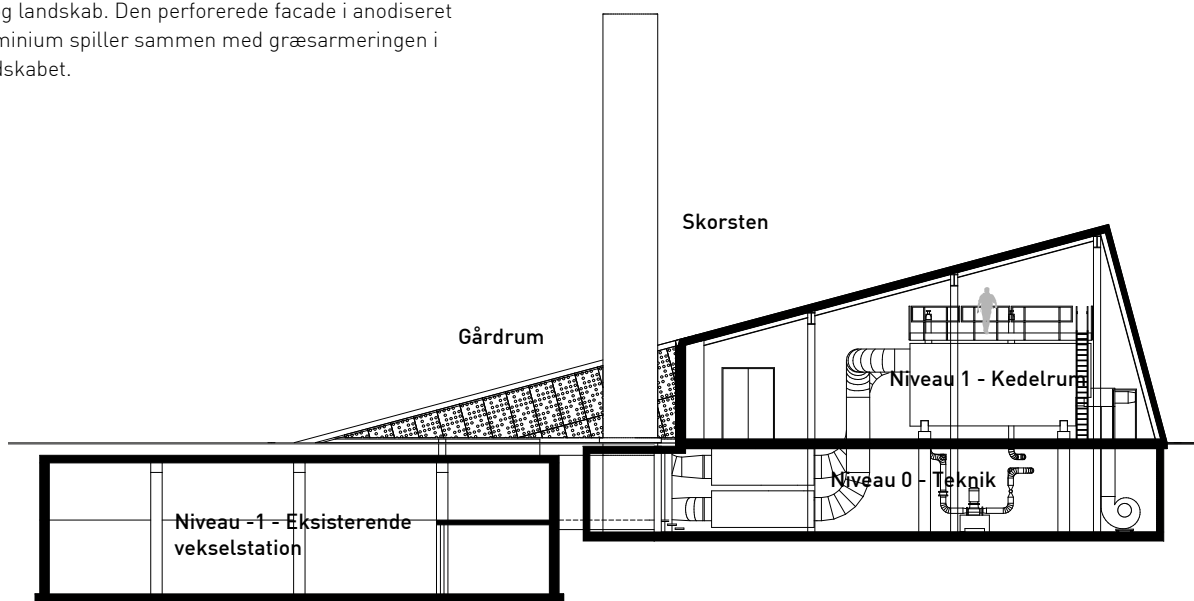 g landskab. Den perforerede facade i anodiseret
minium spiller sammen med græsarmeringen i
dskabet.
Skorsten
Gårdrum
Niveau 1 - Kedelrum
Niveau 0 - Teknik
Niveau -1 - Eksisterende
vekselstation